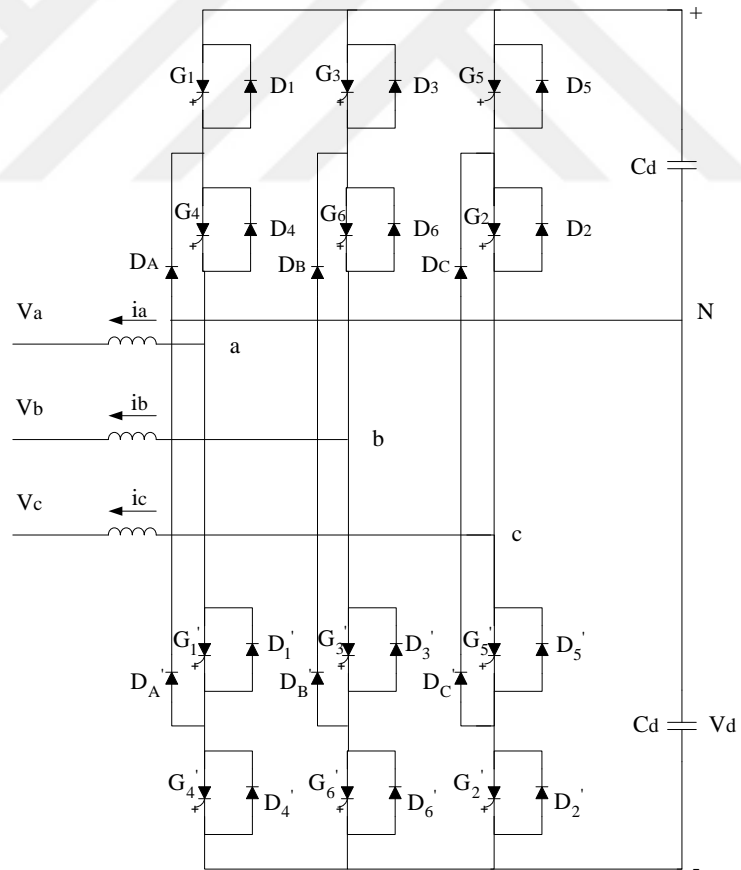 +
G1 D1 G3 D3 G5 D5
Cd
G4 D4 G6 D6 G2 D2
DA DB DC
Va ia N
a
Vb ib
b
Vc ic
c
G1' D1' G3' D3' G5' D5'
DA' DB' DC'
Cd Vd
G4' D4' G6' D6' G2' D2'
-